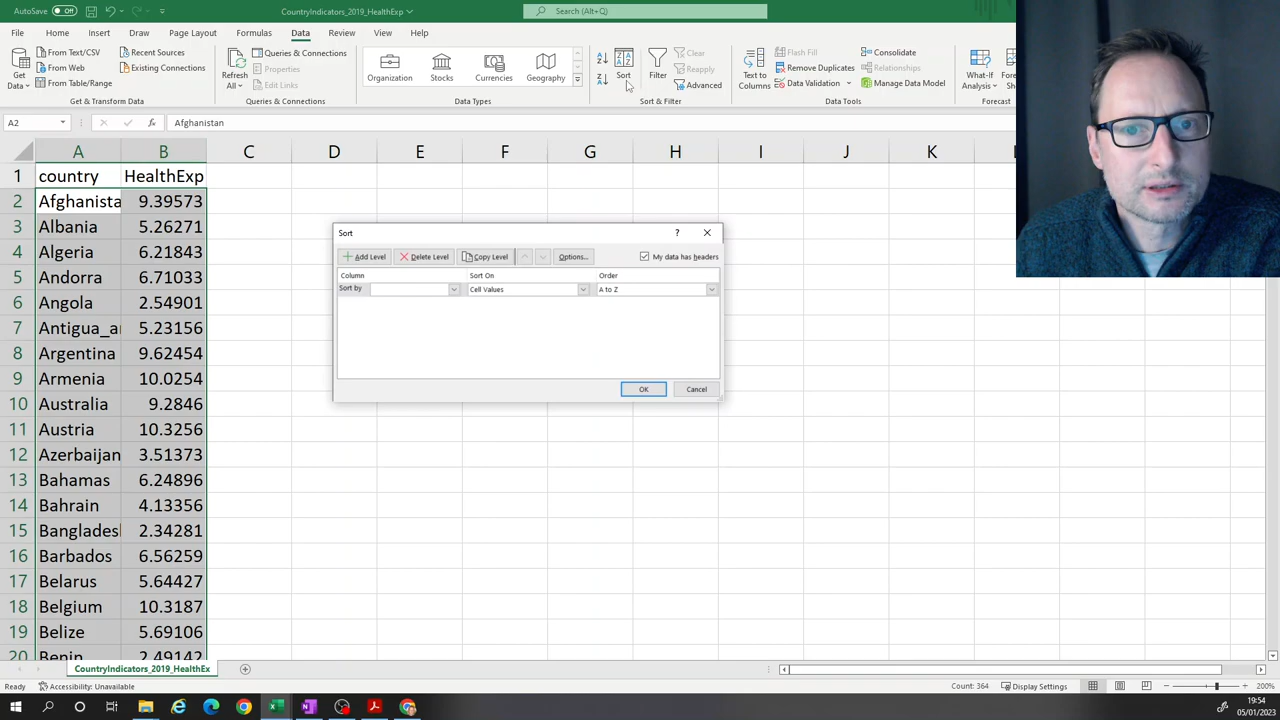 AutoSave Off CountryIndicators_2019_HealthExp Search (Alt+Q)
File Home Insert Draw Page Layout Formulas Data Review View Help
Get Data From Text/CSV From Web From Table/Range Recent Sources Existing Connections
Refresh All Queries & Connections Properties Edit Links
Organization Stocks Currencies Geography
Sort Filter Clear Reapply Advanced
Text to Columns Flash Fill Remove Duplicates Data Validation Consolidate Relationships Manage Data Model
What-If Analysis
Get & Transform Data Queries & Connections Data Types Sort & Filter Data Tools Forecast
A2 fx Afghanistan
A B C D E F G H I J K
1 country HealthExp
2 Afghanista 9.39573
3 Albania 5.26271
4 Algeria 6.21843
5 Andorra 6.71033
6 Angola 2.54901
7 Antigua_a 5.23156
8 Argentina 9.62454
9 Armenia 10.0254
10 Australia 9.2846
11 Austria 10.3256
12 Azerbaijan 3.51373
13 Bahamas 6.24896
14 Bahrain 4.13356
15 Bangladesh 2.34281
16 Barbados 6.56259
17 Belarus 5.64427
18 Belgium 10.3187
19 Belize 5.69106
20 Benin 2.49142
Sort ?
Add Level Delete Level Copy Level Options... My data has headers
Column Sort On Order
Sort by Cell Values A to Z
OK Cancel
CountryIndicators_2019_HealthEx
Ready Accessibility: Unavailable Count: 364 Display Settings 200%
19:54
05/01/2023